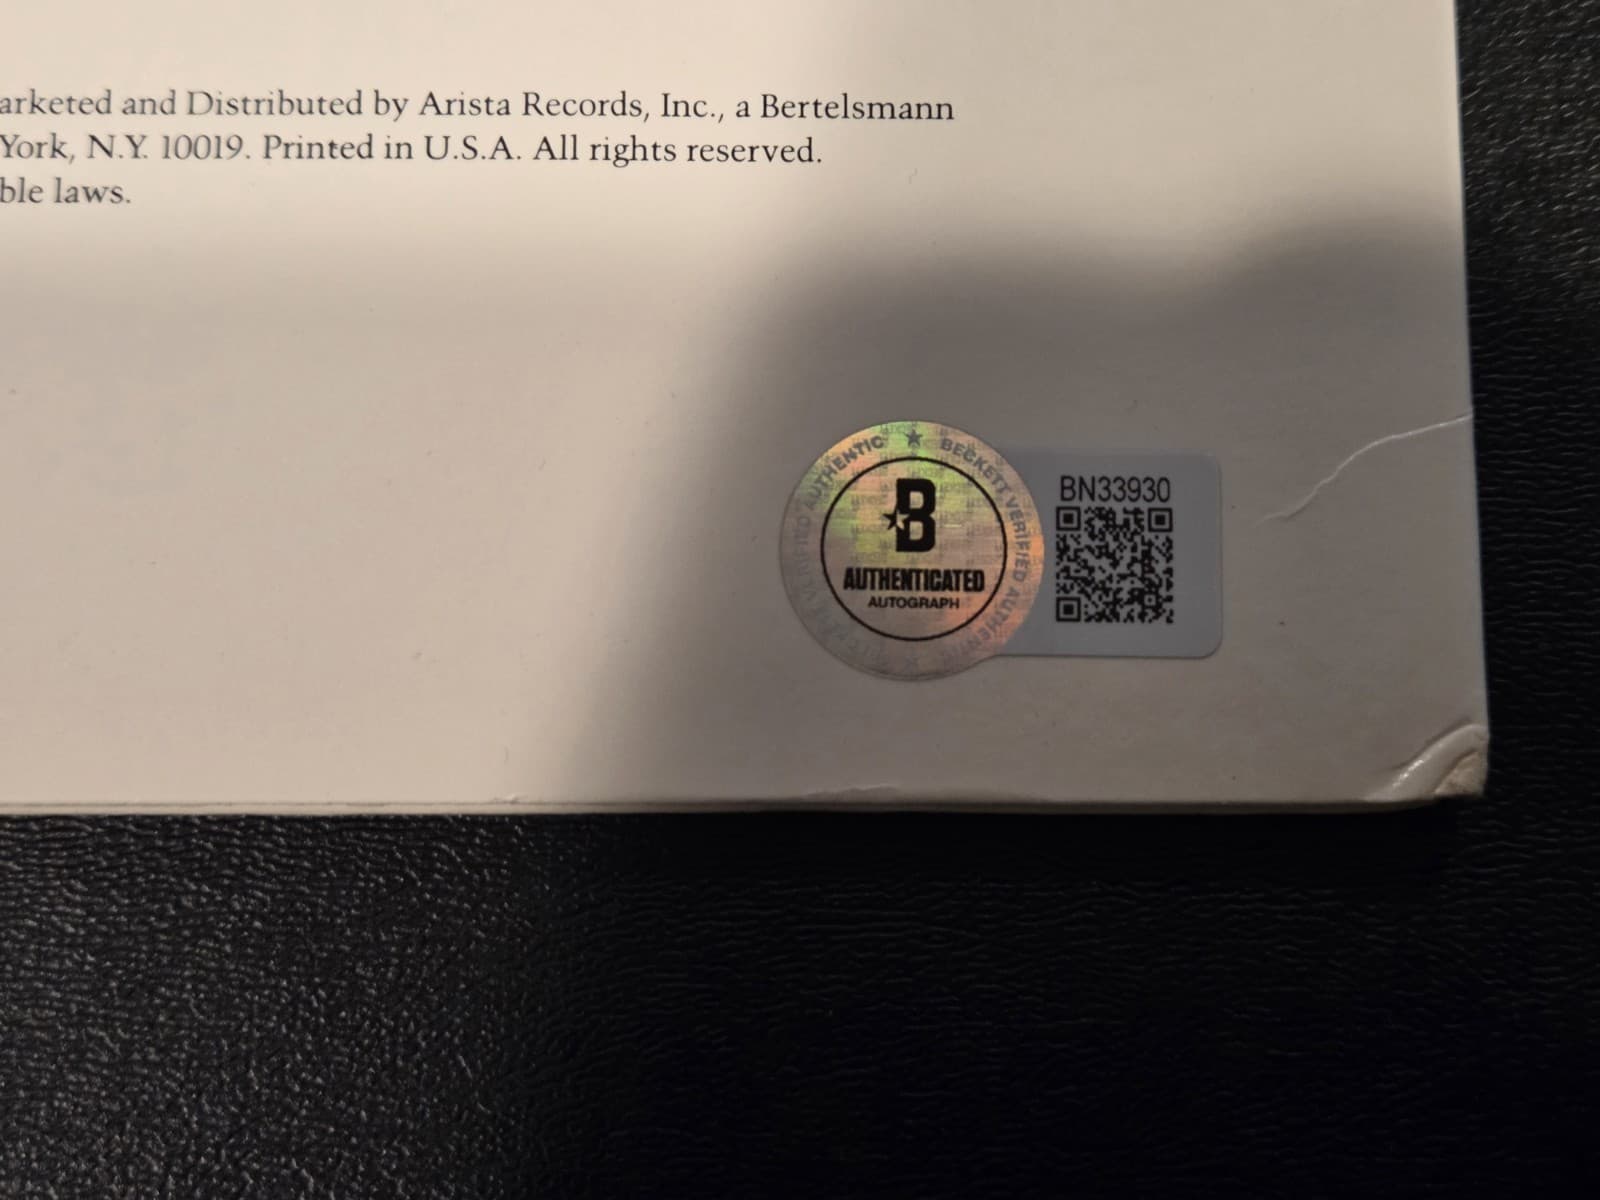 arketed and Distributed by Arista Records, Inc., a Bertelsmann
York, N.Y. 10019. Printed in U.S.A. All rights reserved.
ble laws.
AUTHENTIC ★ BECKETT VERIFIED AUTHENTIC
B
AUTHENTICATED
AUTOGRAPH
BN33930